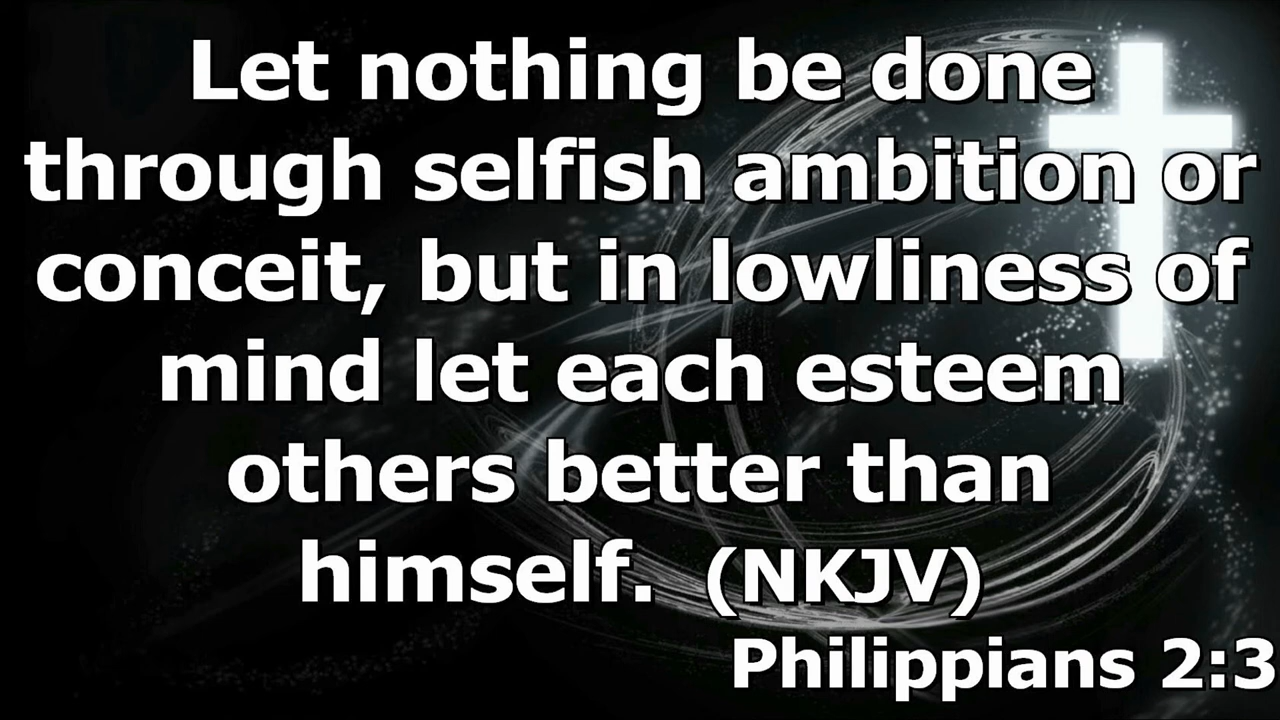 Let nothing be done
through selfish ambition or
conceit, but in lowliness of
mind let each esteem
others better than
himself. (NKJV)
Philippians 2:3